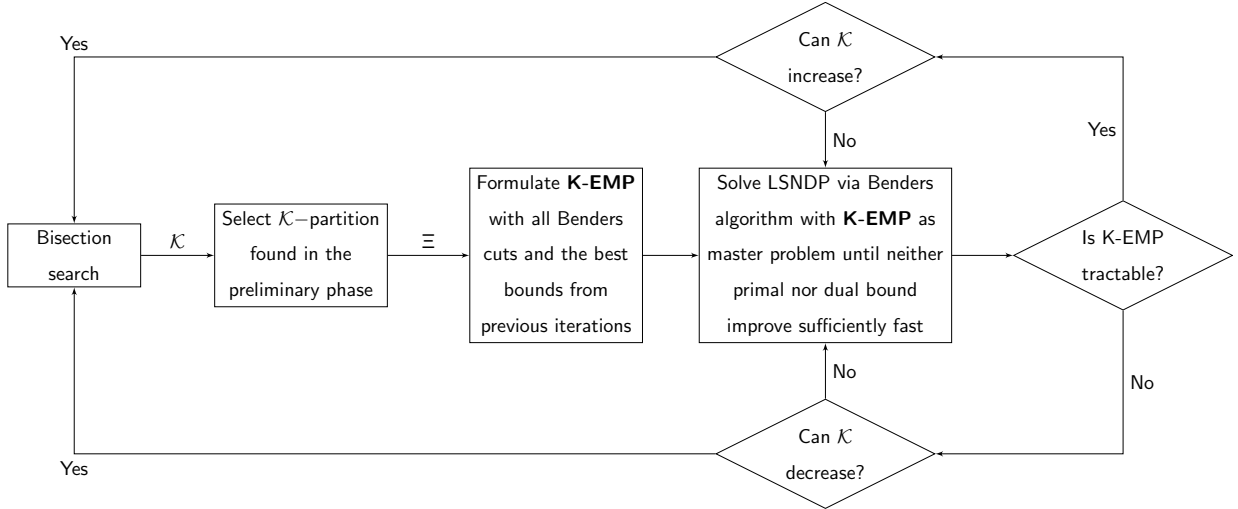 Can 𝒦
increase?
Yes
No
Yes
Bisection
search
𝒦
Select 𝒦−partition
found in the
preliminary phase
Ξ
Formulate K-EMP
with all Benders
cuts and the best
bounds from
previous iterations
Solve LSNDP via Benders
algorithm with K-EMP as
master problem until neither
primal nor dual bound
improve sufficiently fast
Is K-EMP
tractable?
No
No
Can 𝒦
decrease?
Yes